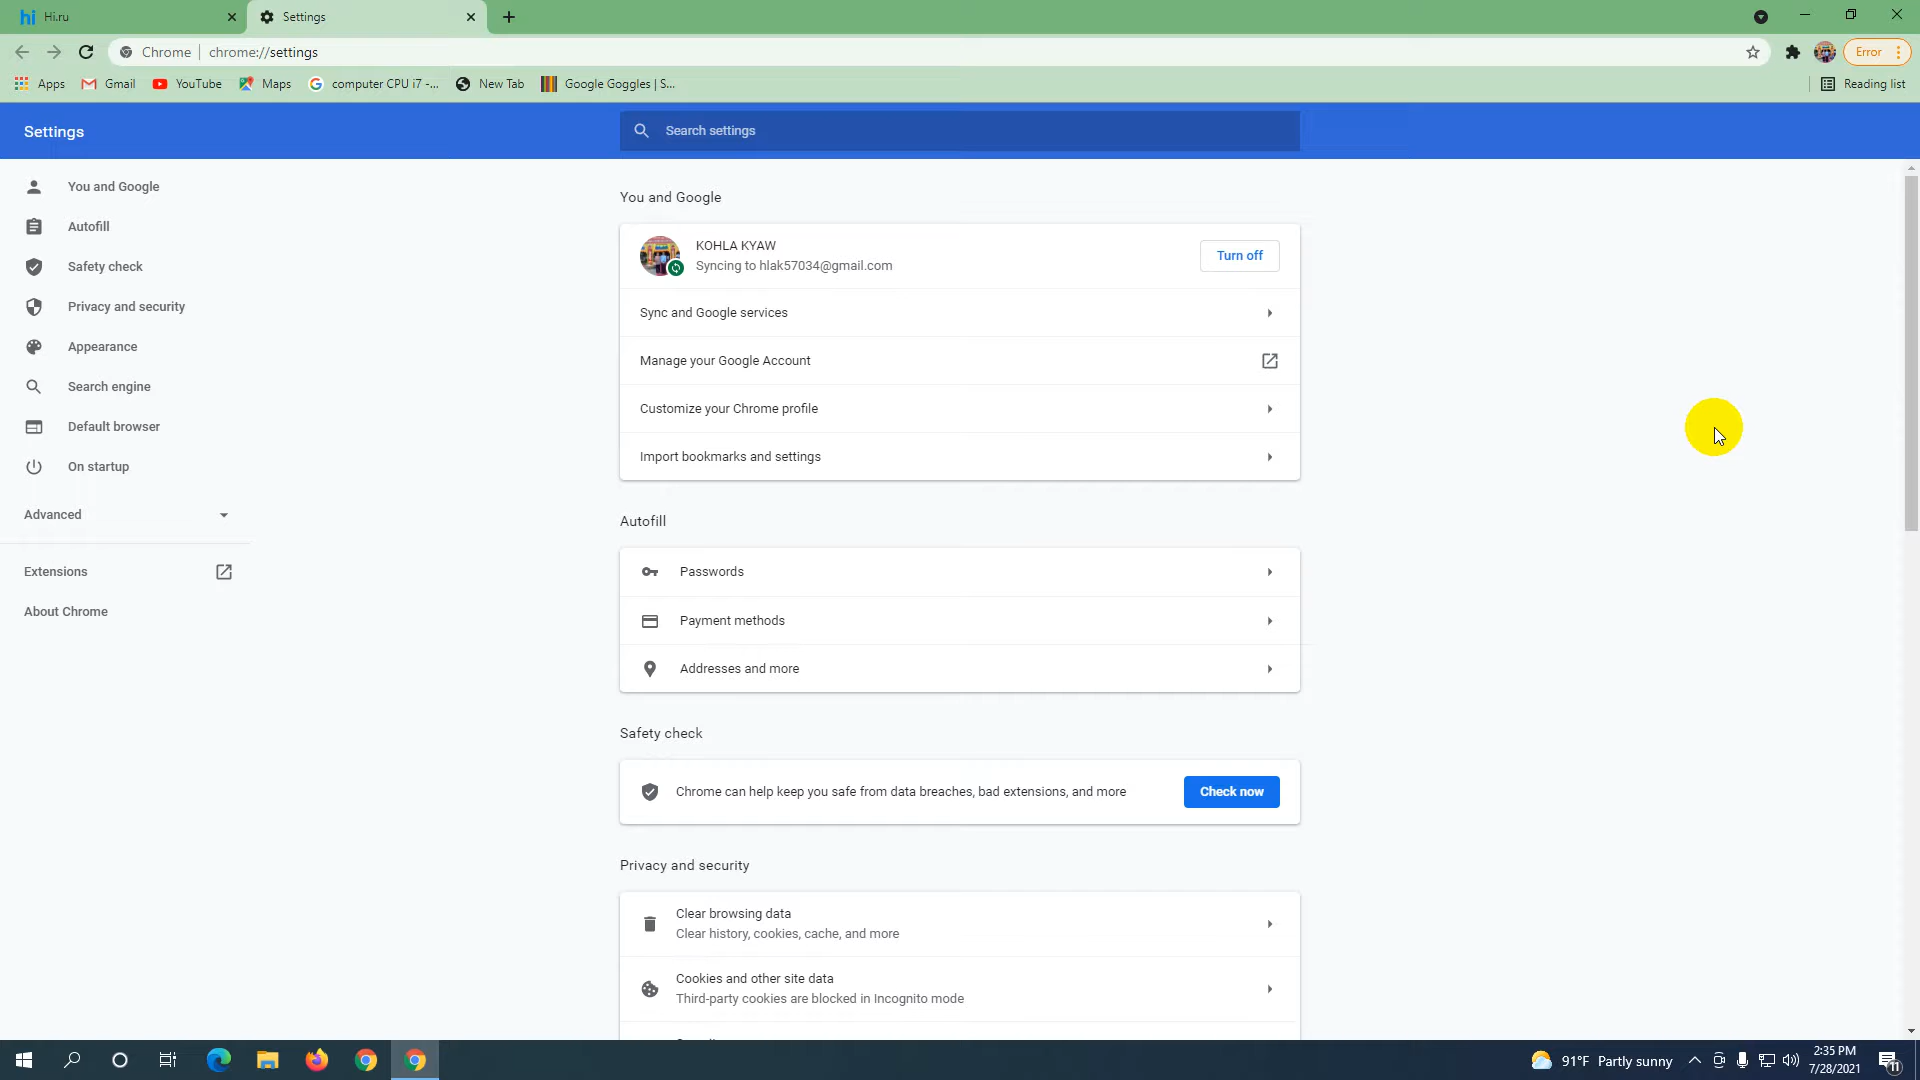 hi Hi.ru
Settings
Chrome chrome://settings
Error
Apps
Gmail
YouTube
Maps
computer CPU i7 -...
New Tab
Google Goggles | S...
Reading list
Settings
Search settings
You and Google
Autofill
Safety check
Privacy and security
Appearance
Search engine
Default browser
On startup
Advanced
Extensions
About Chrome
You and Google
KOHLA KYAW
Syncing to hlak57034@gmail.com
Turn off
Sync and Google services
Manage your Google Account
Customize your Chrome profile
Import bookmarks and settings
Autofill
Passwords
Payment methods
Addresses and more
Safety check
Chrome can help keep you safe from data breaches, bad extensions, and more
Check now
Privacy and security
Clear browsing data
Clear history, cookies, cache, and more
Cookies and other site data
Third-party cookies are blocked in Incognito mode
91°F Partly sunny
2:35 PM
7/28/2021
11